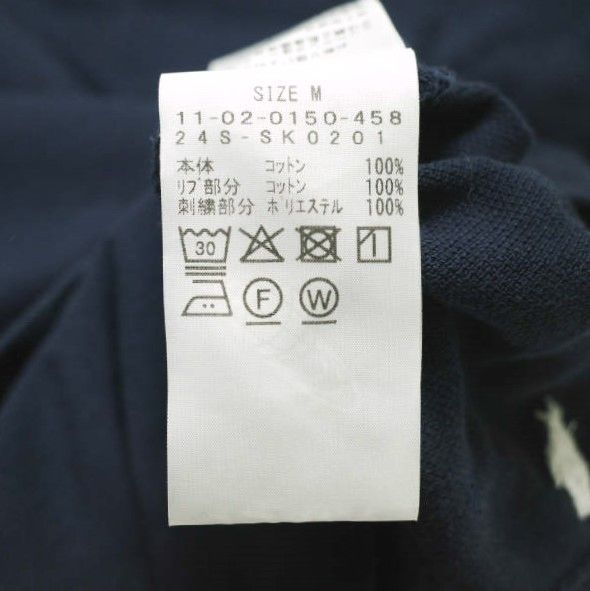 SIZE M
11-02-0150-458
24S-SK0201
本体 コットン 100%
リブ部分 コットン 100%
刺繍部分 ポリエステル 100%
30
F W